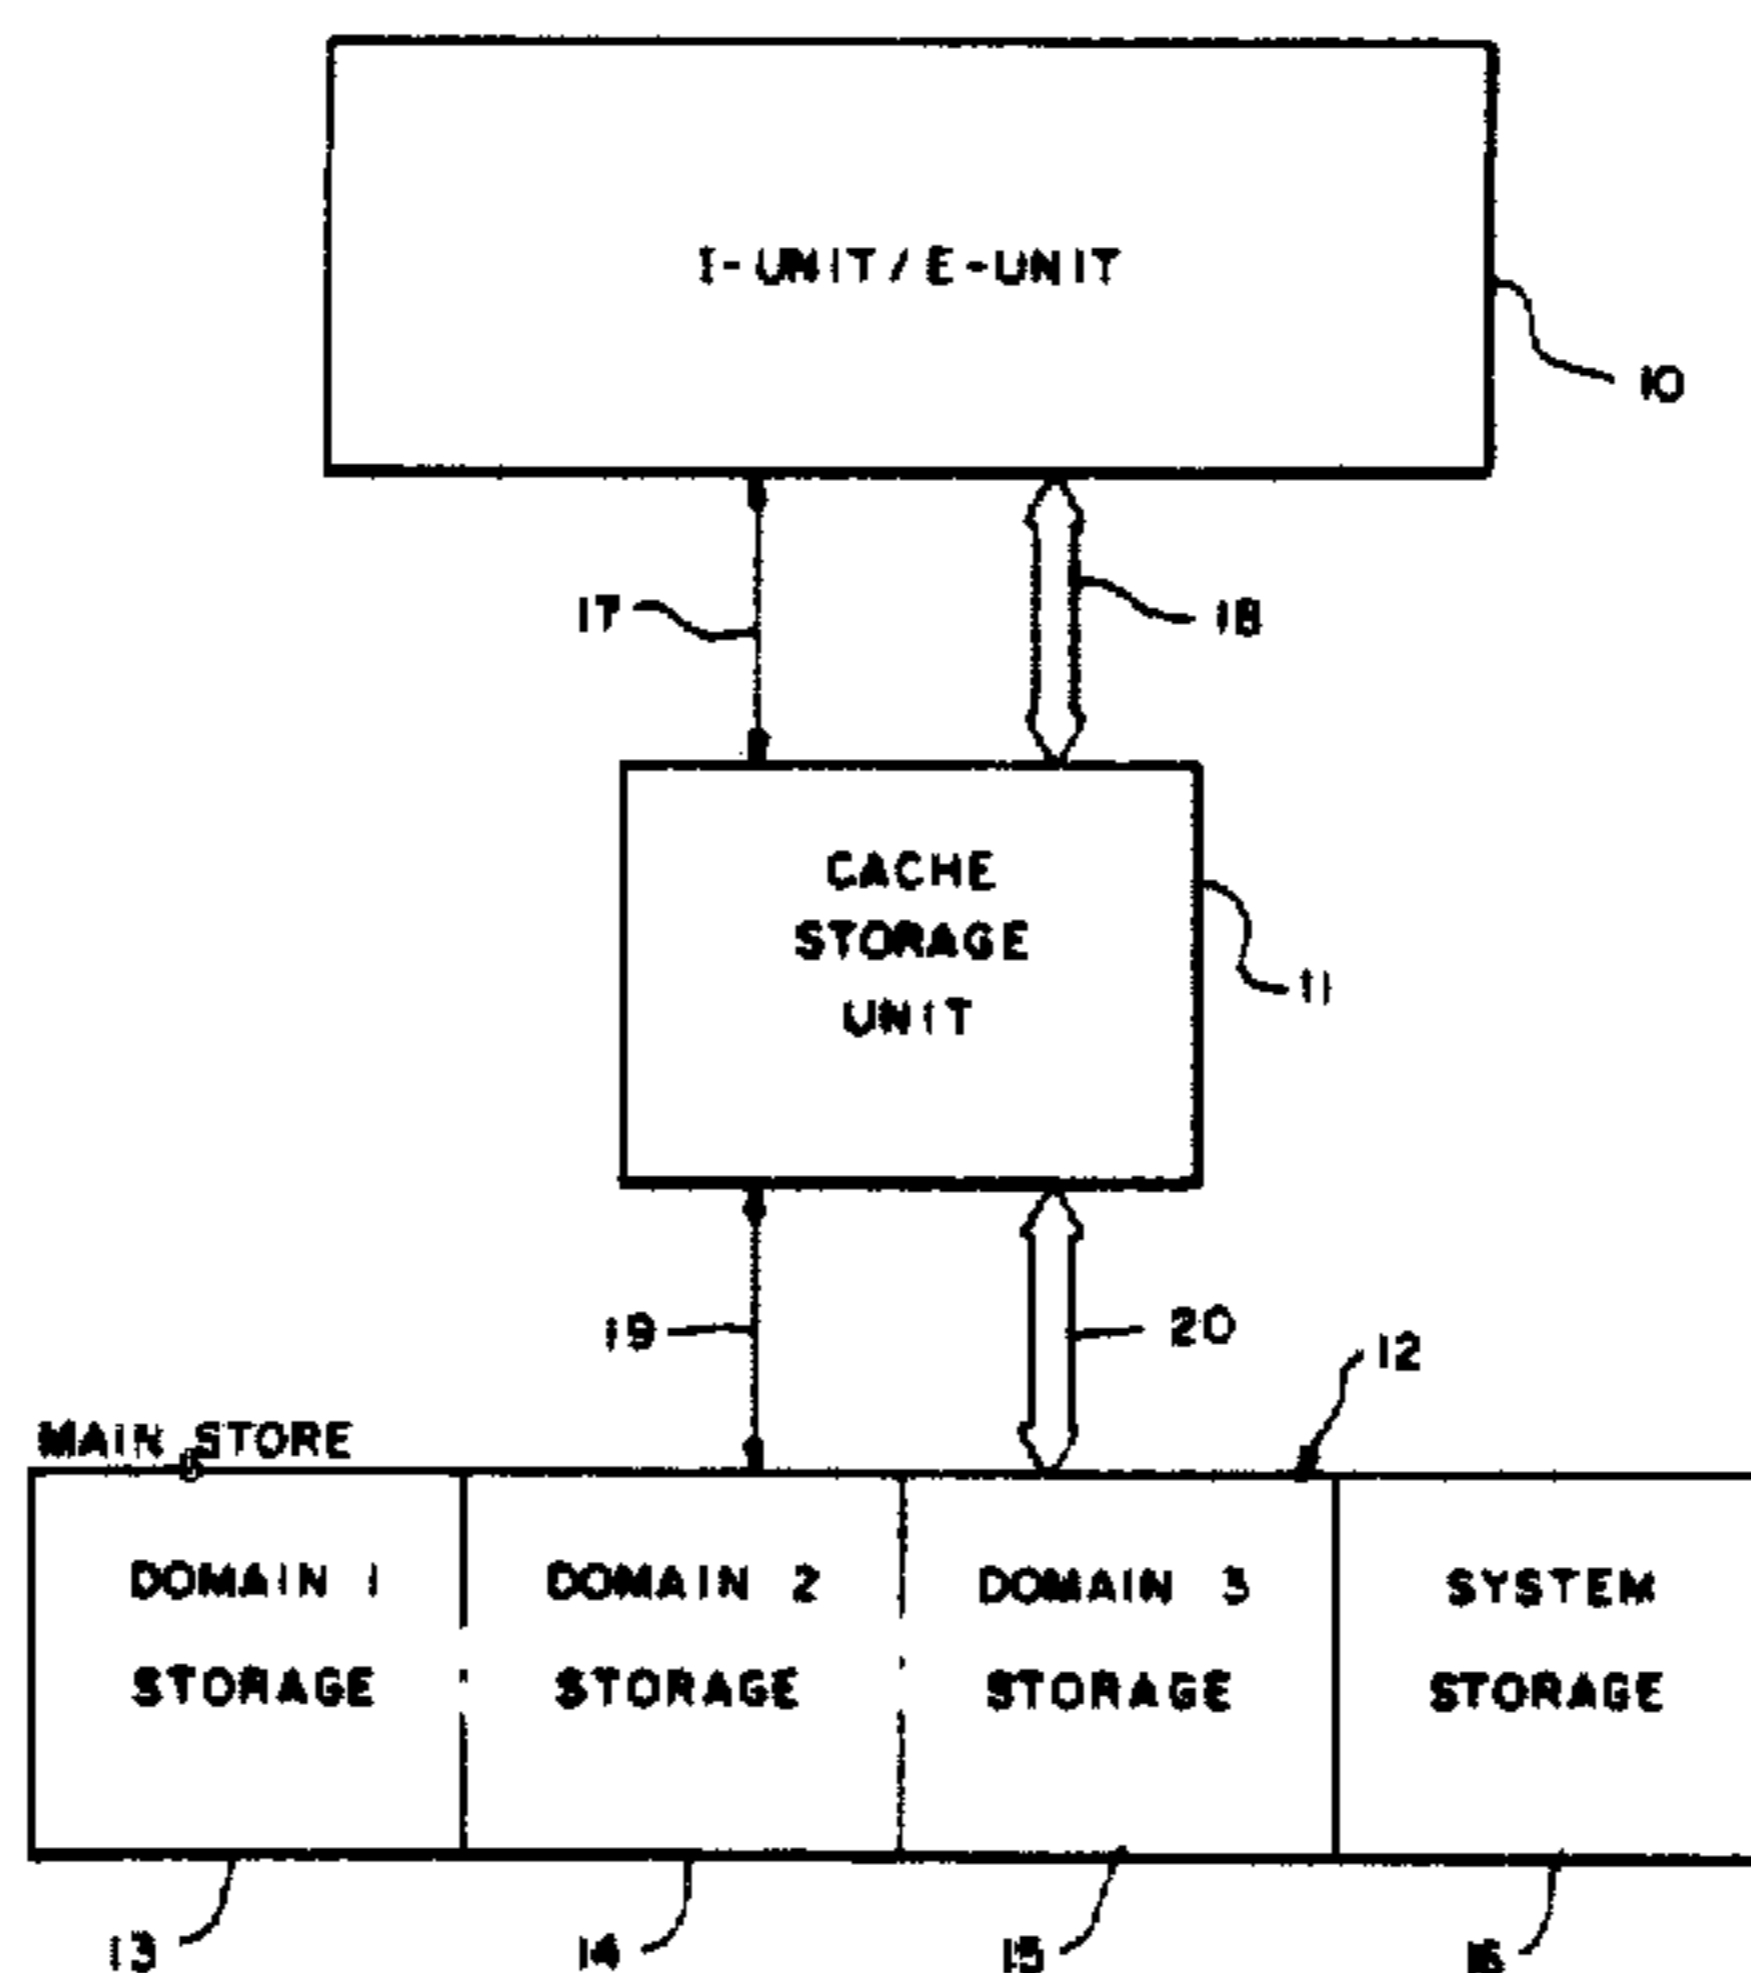 I-UNIT/E-UNIT
10
17
18
CACHE
STORAGE
UNIT
11
19
20
12
MAIN STORE
DOMAIN 1
STORAGE
DOMAIN 2
STORAGE
DOMAIN 3
STORAGE
SYSTEM
STORAGE
13
14
15
16